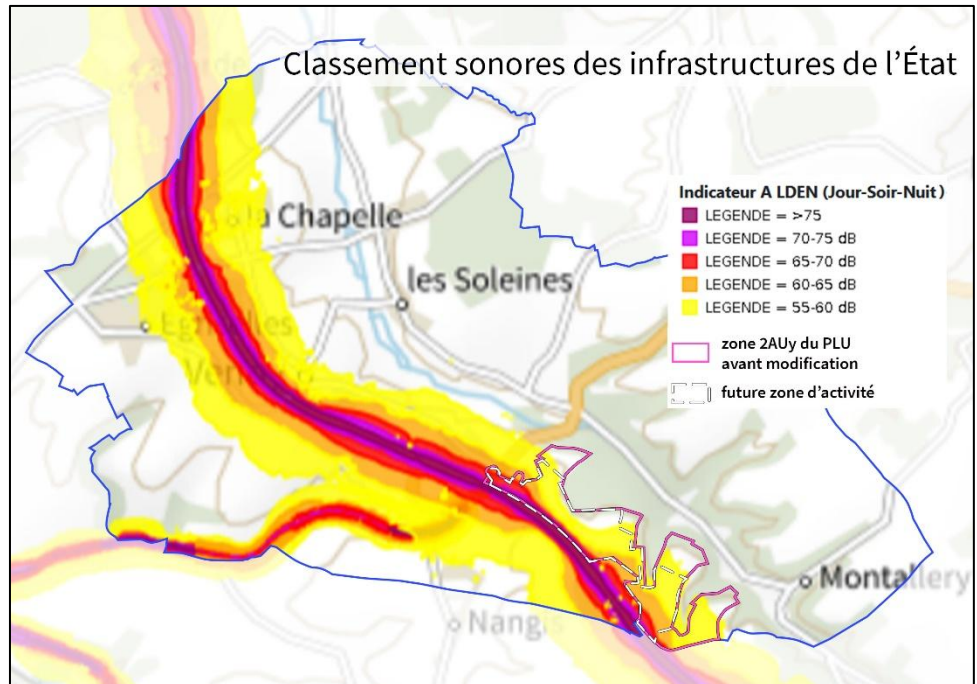 Classement sonores des infrastructures de l’État
Indicateur A LDEN (Jour-Soir-Nuit )
LEGENDE = >75
LEGENDE = 70-75 dB
LEGENDE = 65-70 dB
LEGENDE = 60-65 dB
LEGENDE = 55-60 dB
zone 2AUy du PLU
avant modification
future zone d’activité
la Chapelle
les Soleines
Montallery
Nangis